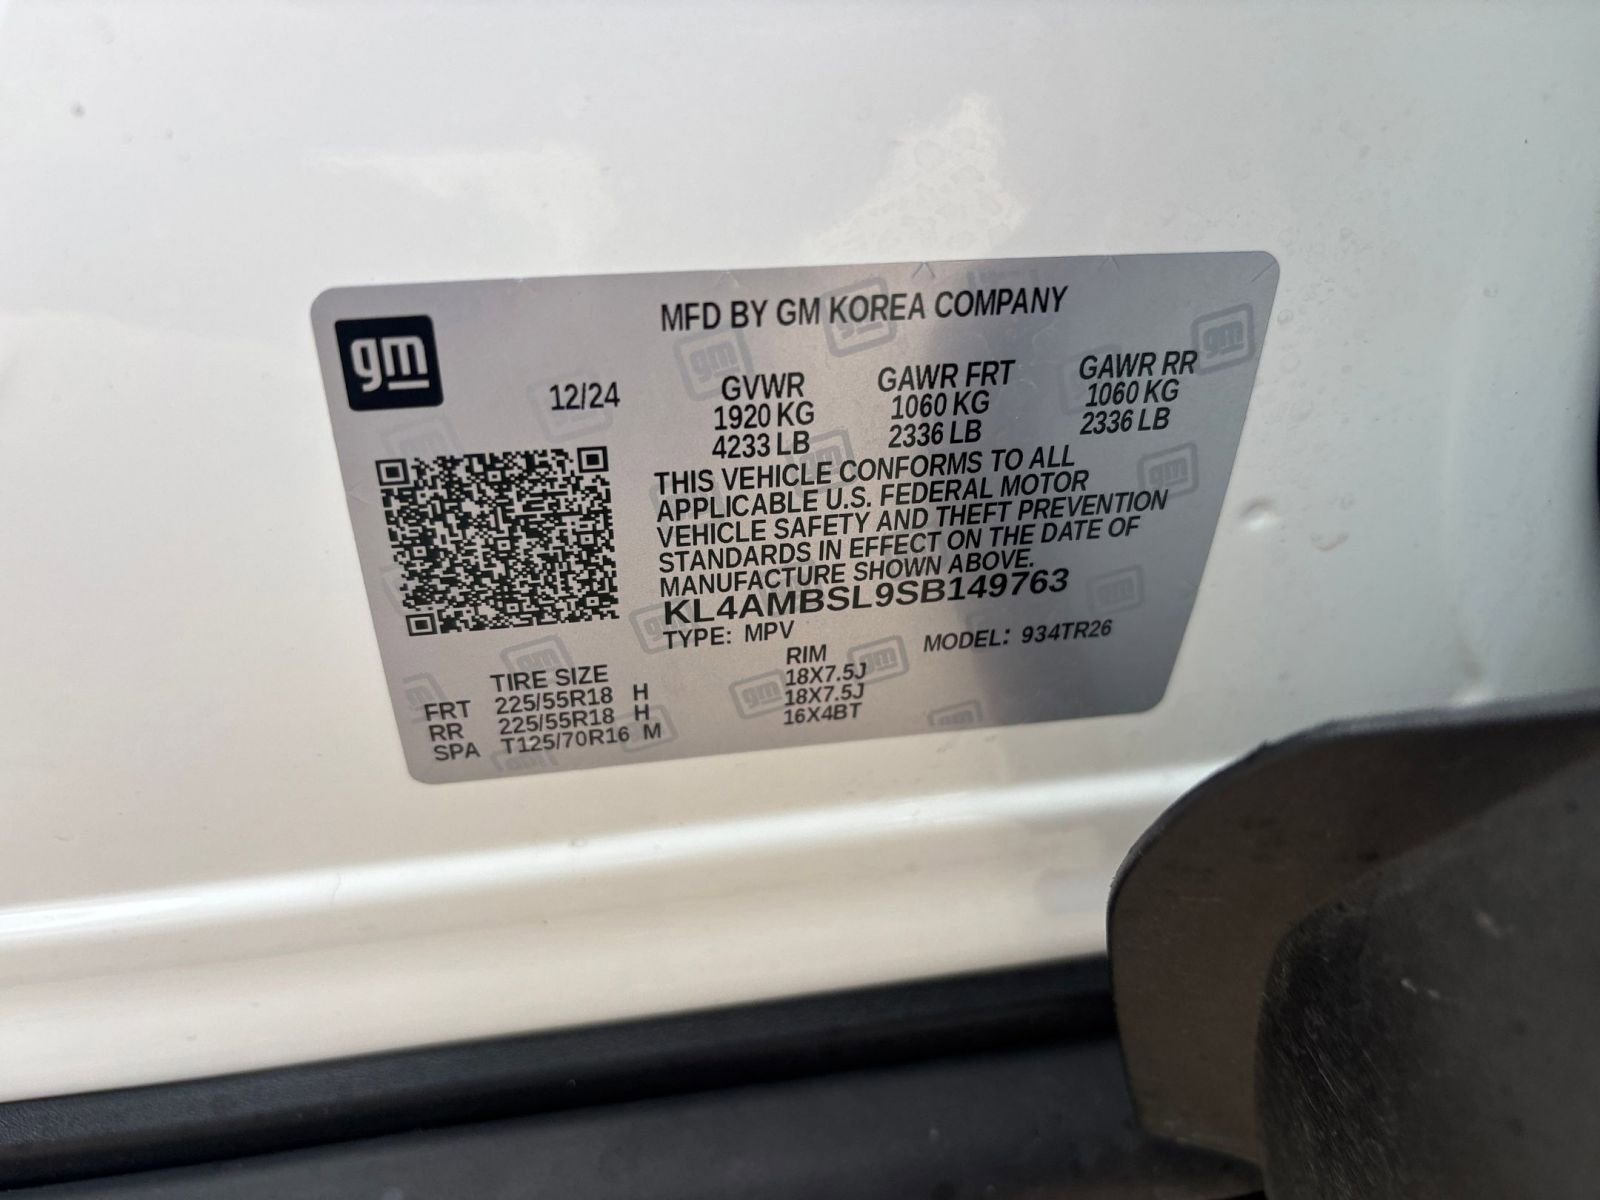 gm
MFD BY GM KOREA COMPANY
12/24
GVWR GAWR FRT GAWR RR
1920 KG 1060 KG 1060 KG
4233 LB 2336 LB 2336 LB
THIS VEHICLE CONFORMS TO ALL
APPLICABLE U.S. FEDERAL MOTOR
VEHICLE SAFETY AND THEFT PREVENTION
STANDARDS IN EFFECT ON THE DATE OF
MANUFACTURE SHOWN ABOVE.
KL4AMBSL9SB149763
TYPE: MPV MODEL: 934TR26
TIRE SIZE RIM
FRT 225/55R18 H 18X7.5J
RR 225/55R18 H 18X7.5J
SPA T125/70R16 M 16X4BT